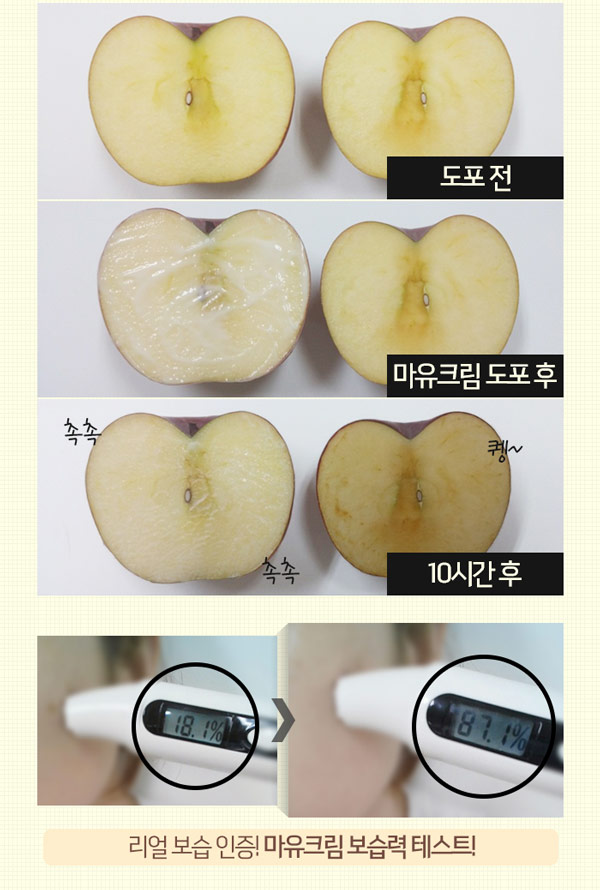 도포 전
마유크림 도포 후
촉촉
퀭~
촉촉
10시간 후
18.1%
87.1%
리얼 보습 인증! 마유크림 보습력 테스트!